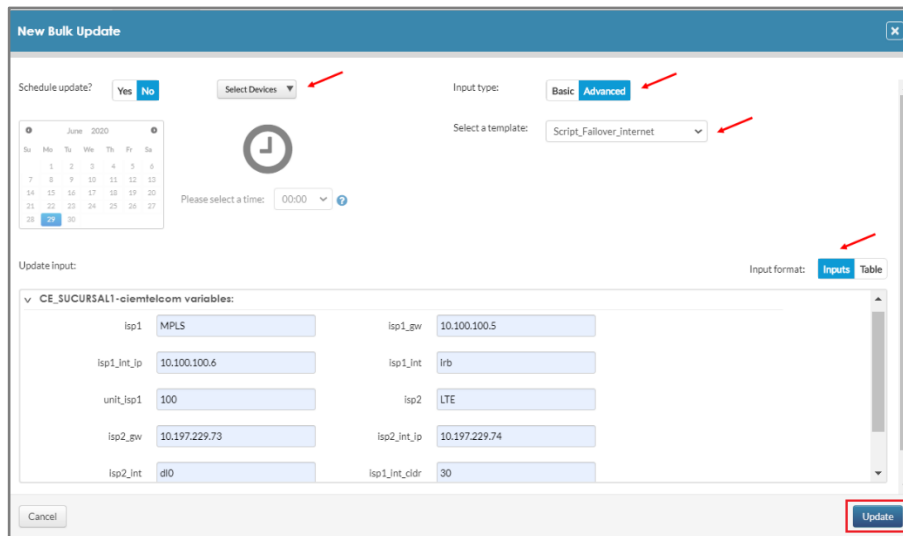 New Bulk Update
Schedule update? Yes No Select Devices Input type: Basic Advanced
June 2020 Select a template: Script_Failover_internet
Su Mo Tu We Th Fr Sa
1 2 3 4 5 6
7 8 9 10 11 12 13
14 15 16 17 18 19 20
21 22 23 24 25 26 27
28 29 30
Please select a time: 00:00 ?
Update input: Input format: Inputs Table
CE_SUCURSAL1-ciemtelcom variables:
isp1 MPLS isp1_gw 10.100.100.5
isp1_int_ip 10.100.100.6 isp1_int irb
unit_isp1 100 isp2 LTE
isp2_gw 10.197.229.73 isp2_int_ip 10.197.229.74
isp2_int dl0 isp1_int_cidr 30
Cancel Update